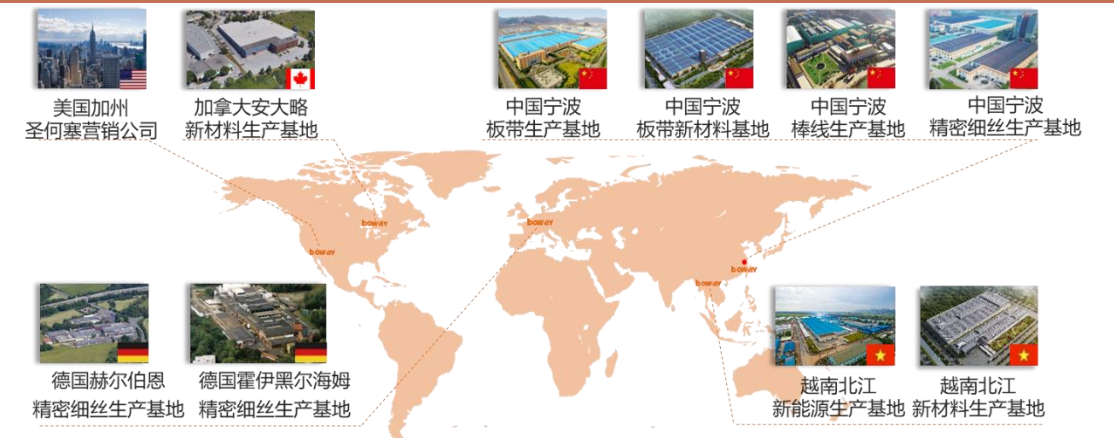 美国加州
圣何塞营销公司
加拿大安大略
新材料生产基地
中国宁波
板带生产基地
中国宁波
板带新材料基地
中国宁波
棒线生产基地
中国宁波
精密细丝生产基地
boway
boway
boway
boway
boway
德国赫尔伯恩
精密细丝生产基地
德国霍伊黑尔海姆
精密细丝生产基地
越南北江
新能源生产基地
越南北江
新材料生产基地